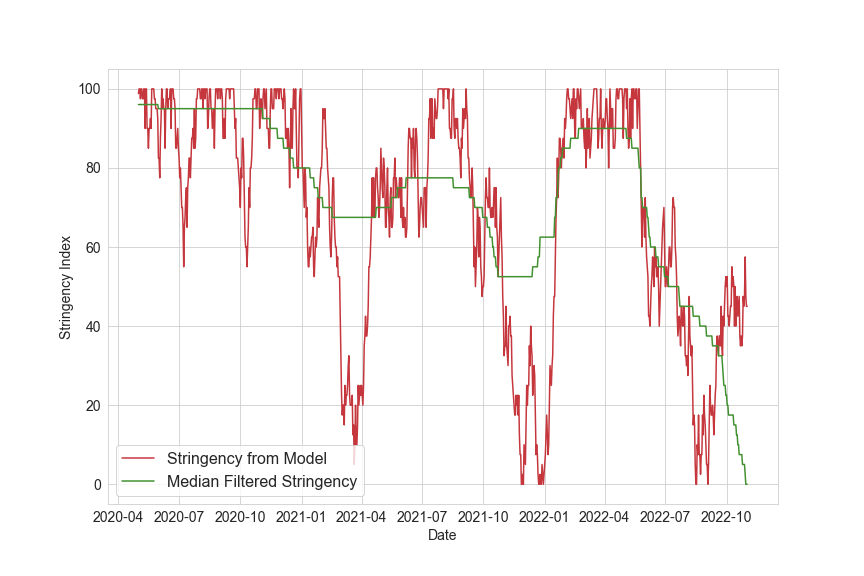 100
80
60
40
20
0
Stringency Index
Stringency from Model
Median Filtered Stringency
2020-04 2020-07 2020-10 2021-01 2021-04 2021-07 2021-10 2022-01 2022-04 2022-07 2022-10
Date